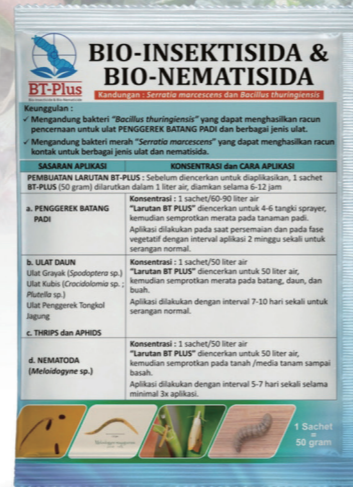 BIO-INSEKTISIDA &
BIO-NEMATISIDA
BT-Plus
Kandungan : Serratia marcescens dan Bacillus thuringiensis
Keunggulan :
✓ Mengandung bakteri "Bacillus thuringiensis" yang dapat menghasilkan racun
pencernaan untuk ulat PENGGEREK BATANG PADI dan berbagai jenis ulat.
✓ Mengandung bakteri merah "Serratia marcescens" yang dapat menghasilkan racun
kontak untuk berbagai jenis ulat dan nematisida.
SASARAN APLIKASI
KONSENTRASI dan CARA APLIKASI
PEMBUATAN LARUTAN BT-PLUS : Sebelum diencerkan untuk diaplikasikan, 1 sachet
BT-PLUS (50 gram) dilarutkan dalam 1 liter air, diamkan selama 6-12 jam
a. PENGGEREK BATANG
PADI
Konsentrasi : 1 sachet/60-90 liter air
"Larutan BT PLUS" diencerkan untuk 4-6 tangki sprayer,
kemudian semprotkan merata pada tanaman padi.
Aplikasi dilakukan pada saat persemaian dan pada fase
vegetatif dengan interval aplikasi 2 minggu sekali untuk
serangan normal.
b. ULAT DAUN
Ulat Grayak (Spodoptera sp.)
Ulat Kubis (Crocidolomia sp. ;
Plutella sp.)
Ulat Penggerek Tongkol
Jagung
c. THRIPS dan APHIDS
Konsentrasi : 1 sachet/50 liter air
"Larutan BT PLUS" diencerkan untuk 50 liter air,
kemudian semprotkan merata pada batang, daun, dan
buah.
Aplikasi dilakukan dengan interval 7-10 hari sekali untuk
serangan normal.
d. NEMATODA
(Meloidogyne sp.)
Konsentrasi : 1 sachet/50 liter air
"Larutan BT PLUS" diencerkan untuk 50 liter air,
kemudian semprotkan pada tanah /media tanam sampai
basah.
Aplikasi dilakukan dengan interval 5-7 hari sekali selama
minimal 3x aplikasi.
1 Sachet
=
50 gram